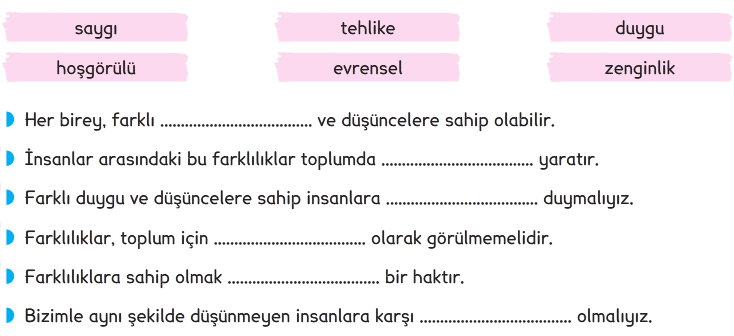 saygı tehlike duygu
hoşgörülü evrensel zenginlik
Her birey, farklı .................................... ve düşüncelere sahip olabilir.
İnsanlar arasındaki bu farklılıklar toplumda .................................... yaratır.
Farklı duygu ve düşüncelere sahip insanlara .................................... duymalıyız.
Farklılıklar, toplum için .................................... olarak görülmemelidir.
Farklılıklara sahip olmak .................................... bir haktır.
Bizimle aynı şekilde düşünmeyen insanlara karşı .................................... olmalıyız.